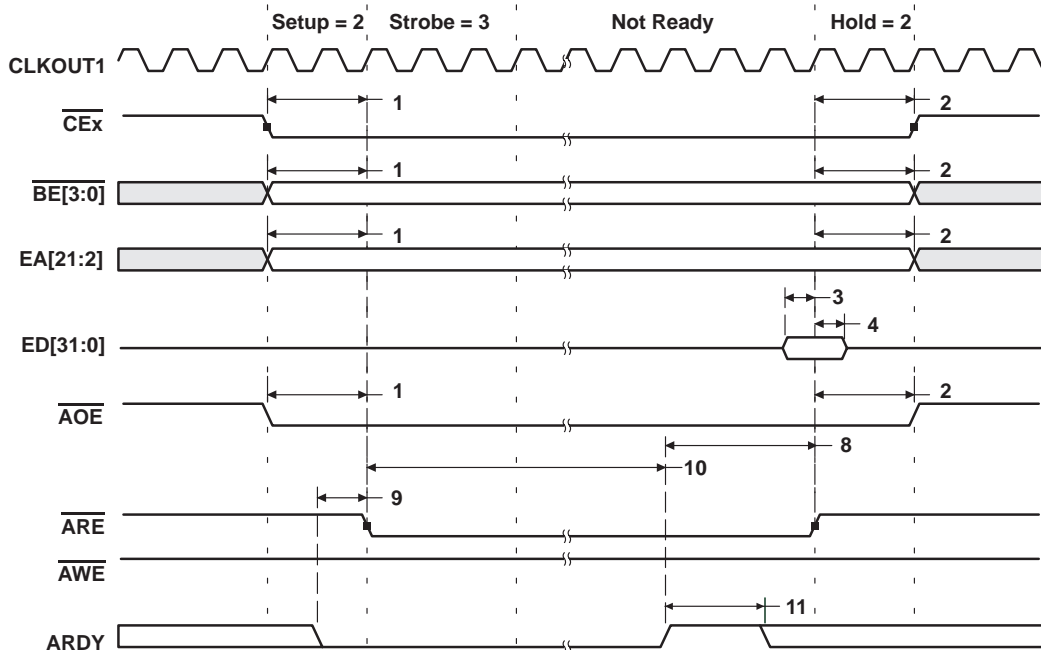 Setup = 2 Strobe = 3 Not Ready Hold = 2
CLKOUT1
CEx 1 2
BE[3:0] 1 2
EA[21:2] 1 2
3
4
ED[31:0]
1 2
AOE
8
10
9
ARE
AWE
11
ARDY